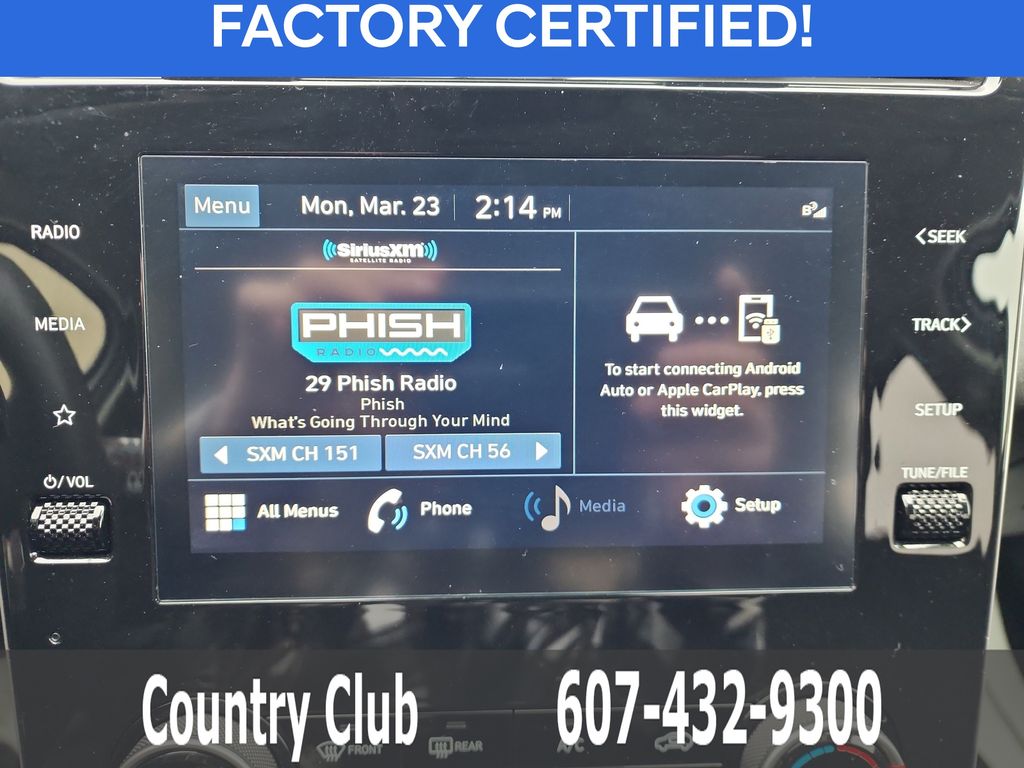 FACTORY CERTIFIED!
Menu
Mon, Mar. 23
2:14 PM
RADIO
MEDIA
/VOL
SEEK
TRACK
SETUP
TUNE/FILE
SiriusXM
SATELLITE RADIO
PHISH
RADIO
29 Phish Radio
Phish
What's Going Through Your Mind
SXM CH 151
SXM CH 56
To start connecting Android
Auto or Apple CarPlay, press
this widget.
All Menus
Phone
Media
Setup
Country Club
607-432-9300
FRONT
REAR
A/C